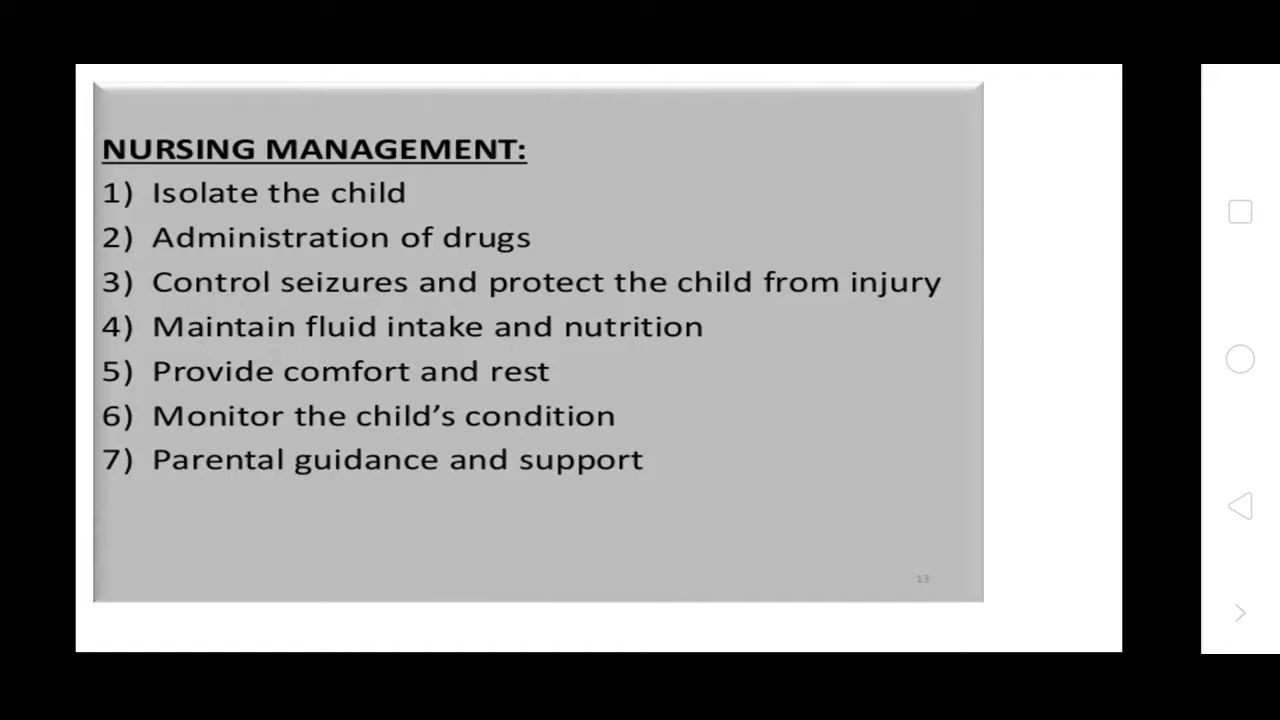 NURSING MANAGEMENT:
1) Isolate the child
2) Administration of drugs
3) Control seizures and protect the child from injury
4) Maintain fluid intake and nutrition
5) Provide comfort and rest
6) Monitor the child’s condition
7) Parental guidance and support
13